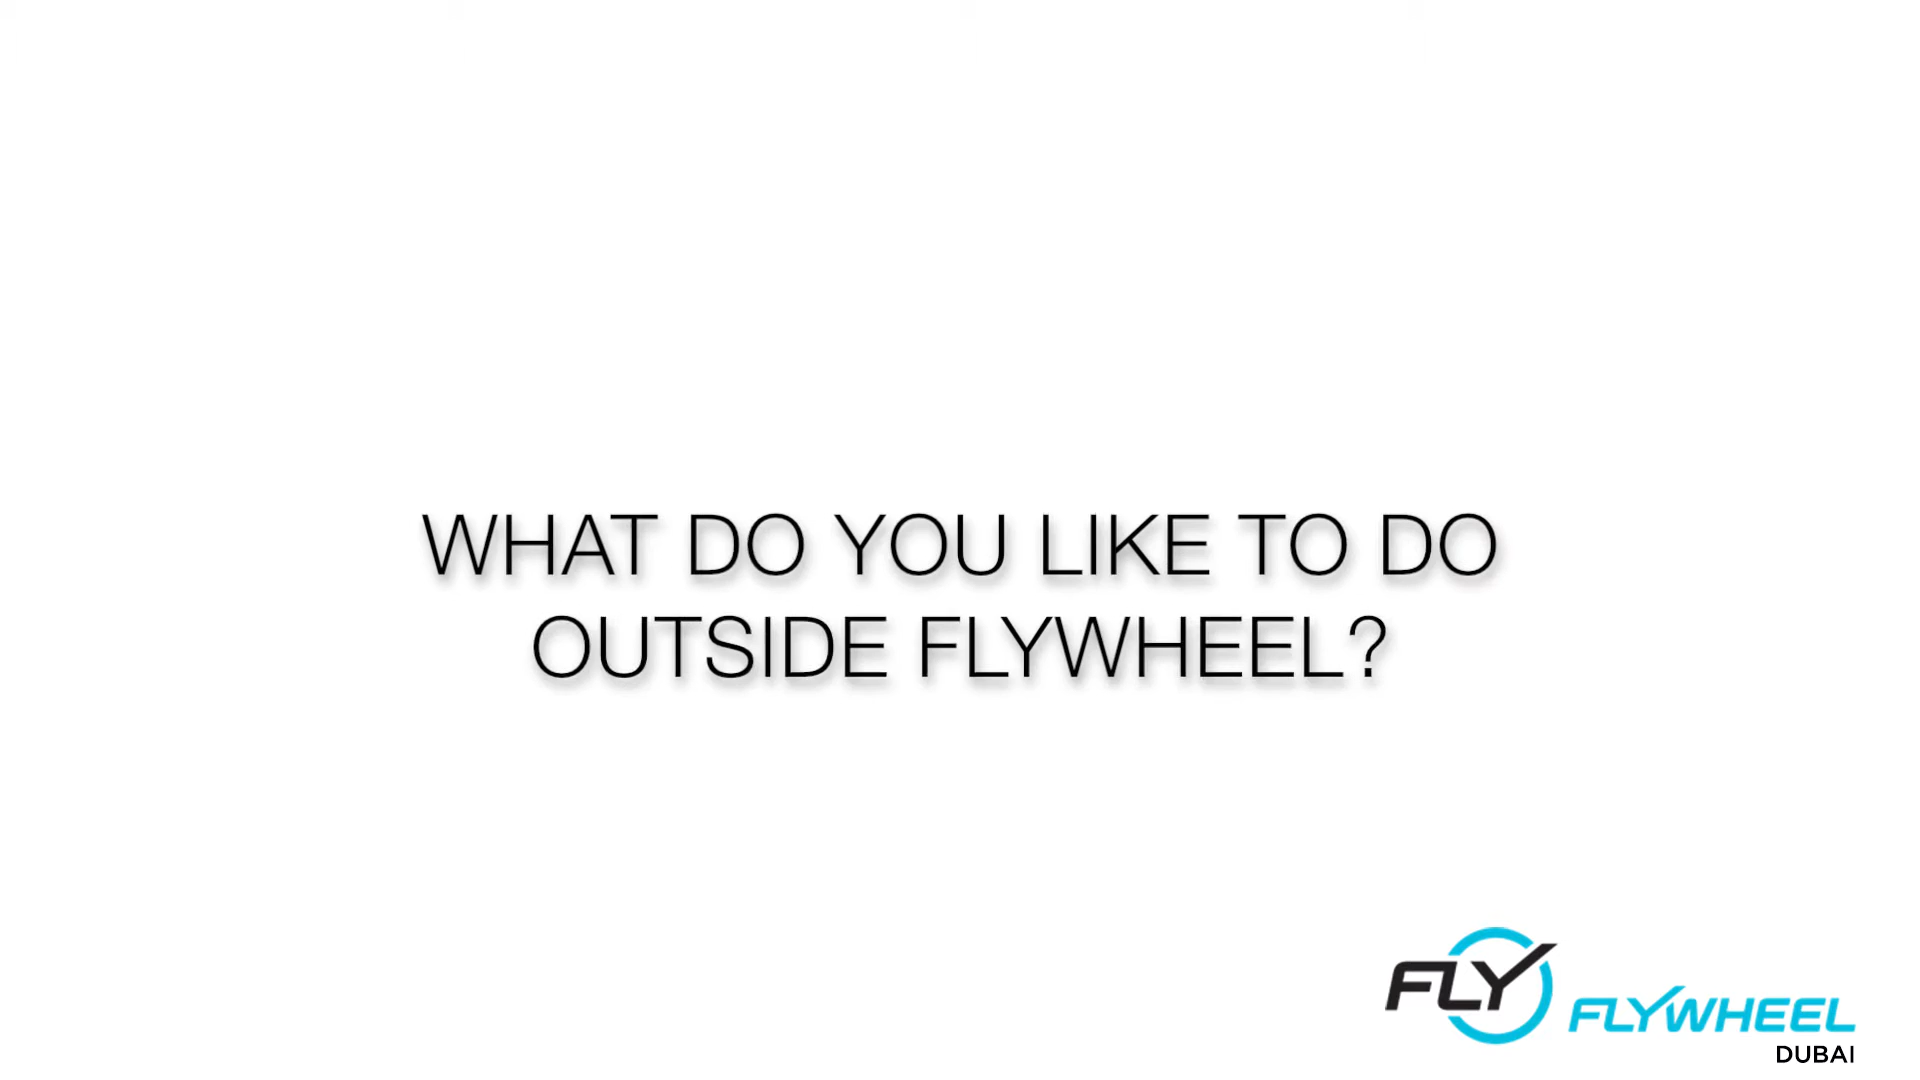 WHAT DO YOU LIKE TO DO
OUTSIDE FLYWHEEL?
FLY
FLYWHEEL
DUBAI